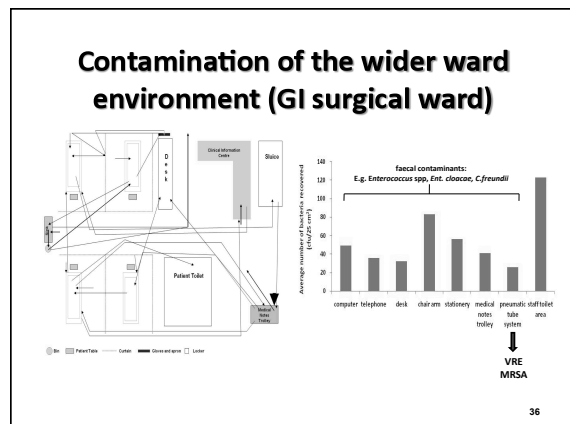 Contamination of the wider ward
environment (GI surgical ward)
Clinical Information
Centre
Sluice
Desk
Patient Toilet
Medical
Notes
Trolley
Bin
Patient Table
Curtain
Gloves and apron
Locker
Average number of bacteria recovered
(cfu/25 cm²)
140
120
100
80
60
40
20
0
faecal contaminants:
E.g. Enterococcus spp, Ent. cloacae, C.freundii
computer
telephone
desk
chair arm
stationery
medical
notes
trolley
pneumatic
tube
system
staff toilet
area
VRE
MRSA
36